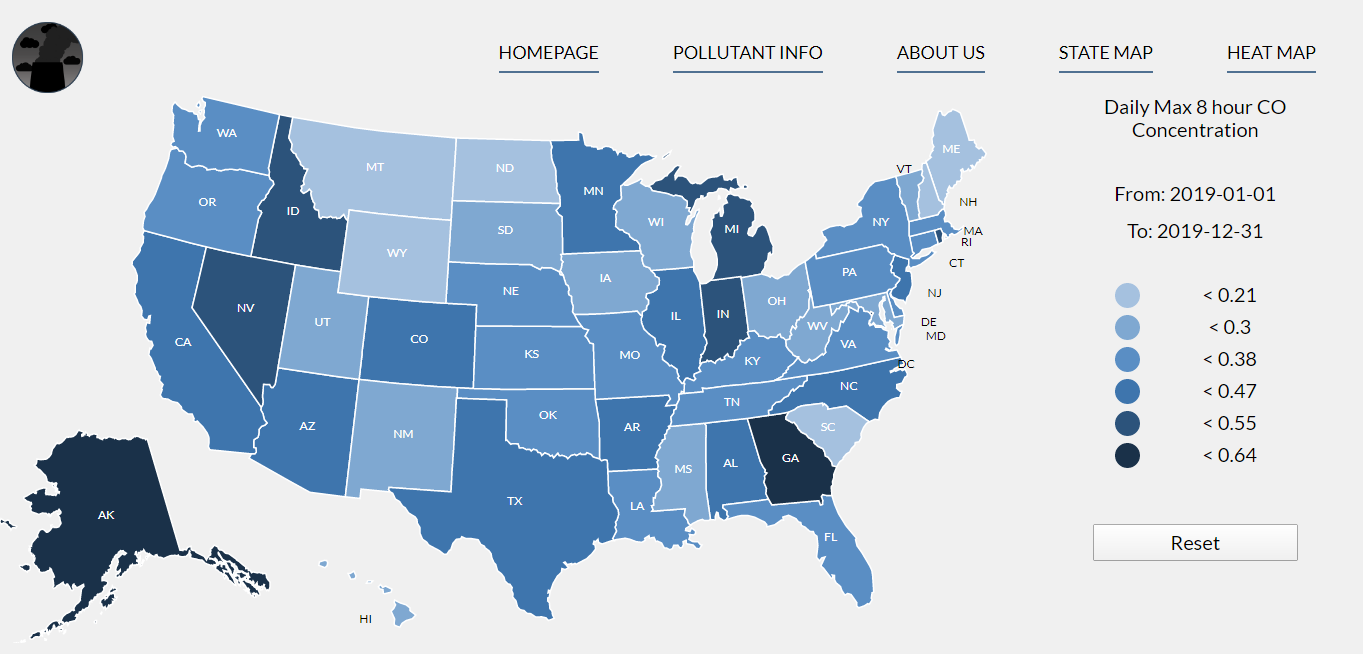 HOMEPAGE POLLUTANT INFO ABOUT US STATE MAP HEAT MAP
Daily Max 8 hour CO
Concentration
From: 2019-01-01
To: 2019-12-31
< 0.21
< 0.3
< 0.38
< 0.47
< 0.55
< 0.64
Reset
WA
MT
ND
ME
VT
OR
ID
MN
NH
SD
WI
MI
NY
MA
RI
WY
CT
PA
NE
IA
OH
NJ
NV
UT
IL
IN
WV
DE
MD
CA
CO
KS
MO
KY
VA
DC
NC
TN
OK
AZ
NM
AR
SC
MS
AL
GA
TX
LA
AK
FL
HI